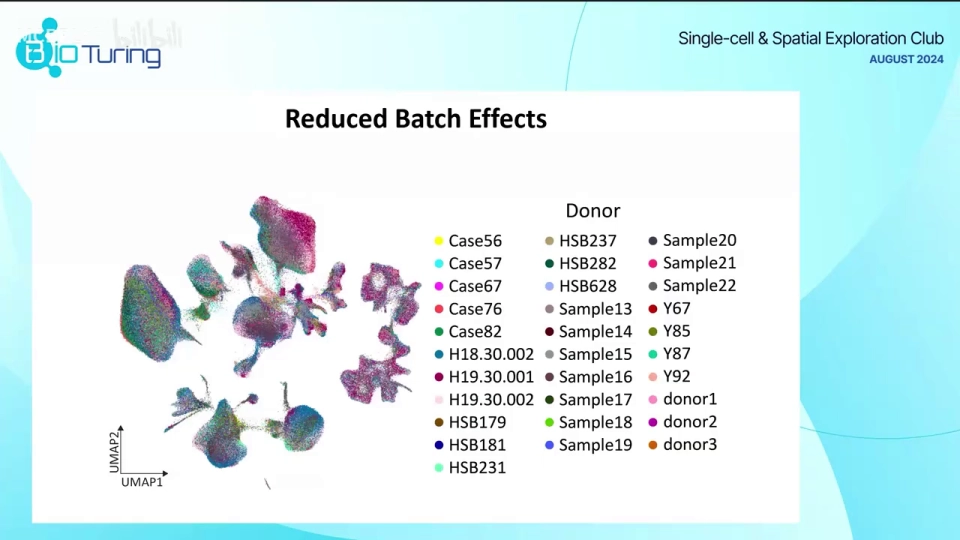 BioTuring
bilibili
Single-cell & Spatial Exploration Club
AUGUST 2024
Reduced Batch Effects
Donor
Case56
Case57
Case67
Case76
Case82
H18.30.002
H19.30.001
H19.30.002
HSB179
HSB181
HSB231
HSB237
HSB282
HSB628
Sample13
Sample14
Sample15
Sample16
Sample17
Sample18
Sample19
Sample20
Sample21
Sample22
Y67
Y85
Y87
Y92
donor1
donor2
donor3
UMAP2
UMAP1